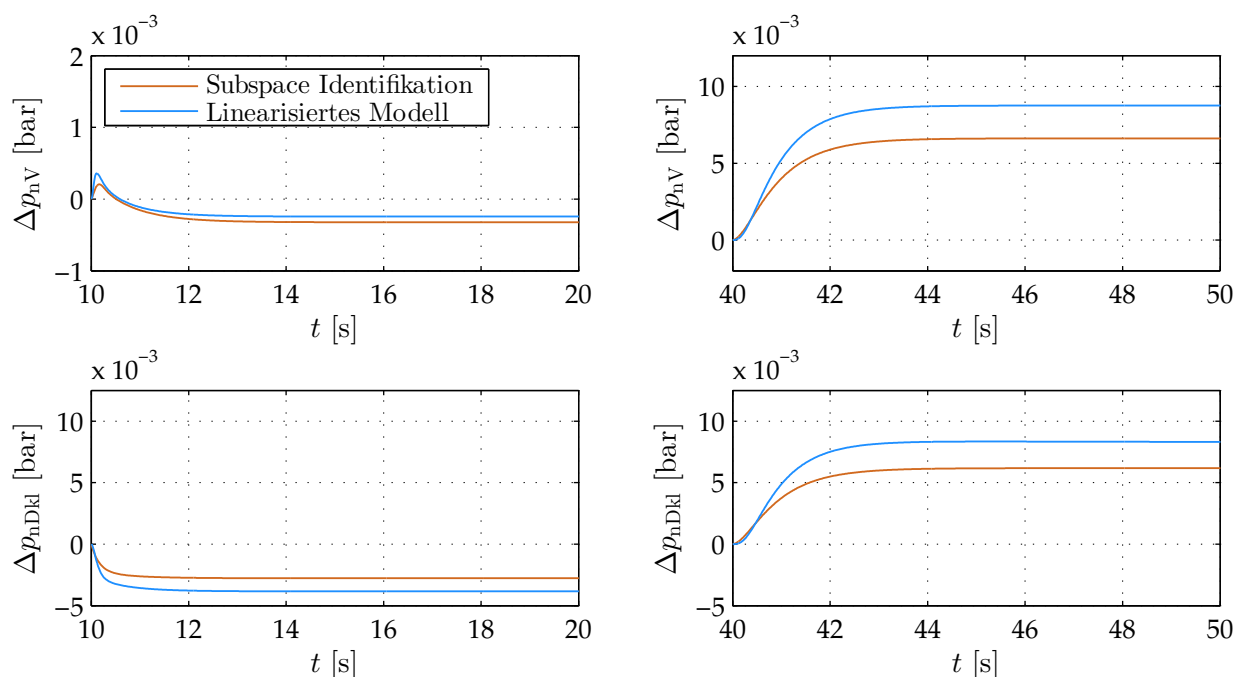 x 10⁻³
2
1
0
−1
Δp_nV [bar]
Subspace Identifikation
Linearisiertes Modell
10 12 14 16 18 20
t [s]
x 10⁻³
10
5
0
Δp_nV [bar]
40 42 44 46 48 50
t [s]
x 10⁻³
10
5
0
−5
Δp_nDkl [bar]
10 12 14 16 18 20
t [s]
x 10⁻³
10
5
0
−5
Δp_nDkl [bar]
40 42 44 46 48 50
t [s]